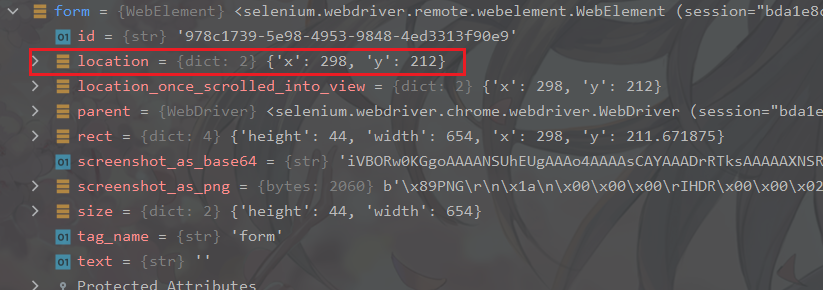 form = {WebElement} <selenium.webdriver.remote.webelement.WebElement (session="bda1e8c
01 id = {str} '978c1739-5e98-4953-9848-4ed3313f90e9'
location = {dict: 2} {'x': 298, 'y': 212}
location_once_scrolled_into_view = {dict: 2} {'x': 298, 'y': 212}
parent = {WebDriver} <selenium.webdriver.chrome.webdriver.WebDriver (session="bda1e
rect = {dict: 4} {'height': 44, 'width': 654, 'x': 298, 'y': 211.671875}
01 screenshot_as_base64 = {str} 'iVBORw0KGgoAAAANSUhEUgAAAo4AAAAsCAYAAADrRTksAAAAAXNSR
screenshot_as_png = {bytes: 2060} b'\x89PNG\r\n\x1a\n\x00\x00\x00\rIHDR\x00\x00\x02
size = {dict: 2} {'height': 44, 'width': 654}
01 tag_name = {str} 'form'
01 text = {str} ''
Protected Attributes